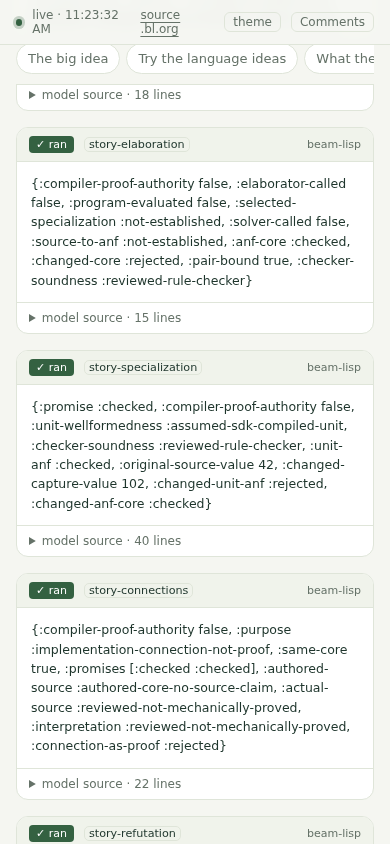 live · 11:23:32 AM
source.bl.org
theme
Comments
The big idea
Try the language ideas
What the
▶ model source · 18 lines
✓ ran
story-elaboration
beam-lisp
{:compiler-proof-authority false, :elaborator-called
false, :program-evaluated false, :selected-
specialization :not-established, :solver-called false,
:source-to-anf :not-established, :anf-core :checked,
:changed-core :rejected, :pair-bound true, :checker-
soundness :reviewed-rule-checker}
▶ model source · 15 lines
✓ ran
story-specialization
beam-lisp
{:promise :checked, :compiler-proof-authority false,
:unit-wellformedness :assumed-sdk-compiled-unit,
:checker-soundness :reviewed-rule-checker, :unit-
anf :checked, :original-source-value 42, :changed-
capture-value 102, :changed-unit-anf :rejected,
:changed-anf-core :checked}
▶ model source · 40 lines
✓ ran
story-connections
beam-lisp
{:compiler-proof-authority false, :purpose
:implementation-connection-not-proof, :same-core
true, :promises [:checked :checked], :authored-
source :authored-core-no-source-claim, :actual-
source :reviewed-not-mechanically-proved,
:interpretation :reviewed-not-mechanically-proved,
:connection-as-proof :rejected}
▶ model source · 22 lines
✓ ran
story-refutation
beam-lisp